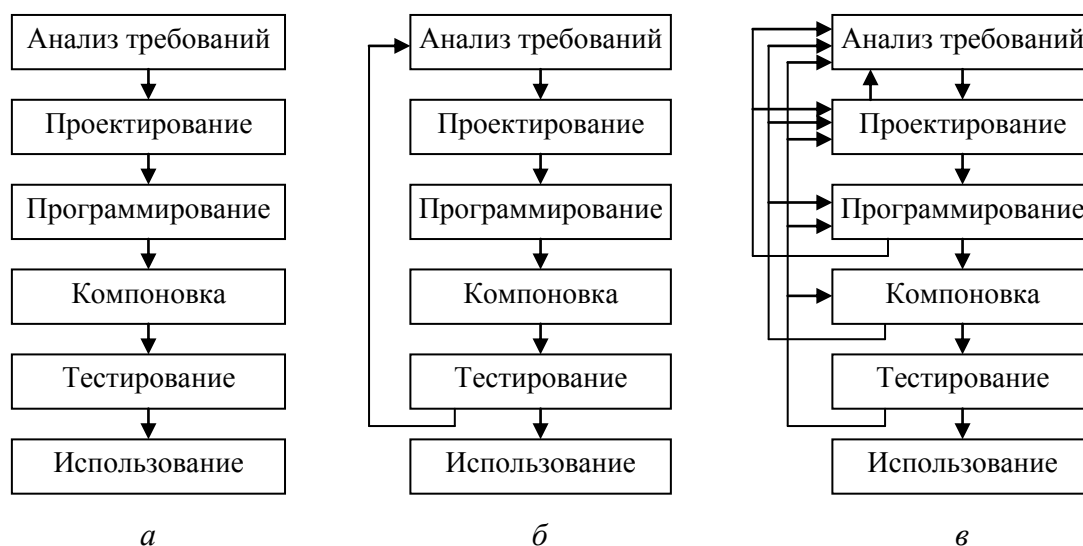 Анализ требований
Проектирование
Программирование
Компоновка
Тестирование
Использование
а
Анализ требований
Проектирование
Программирование
Компоновка
Тестирование
Использование
б
Анализ требований
Проектирование
Программирование
Компоновка
Тестирование
Использование
в